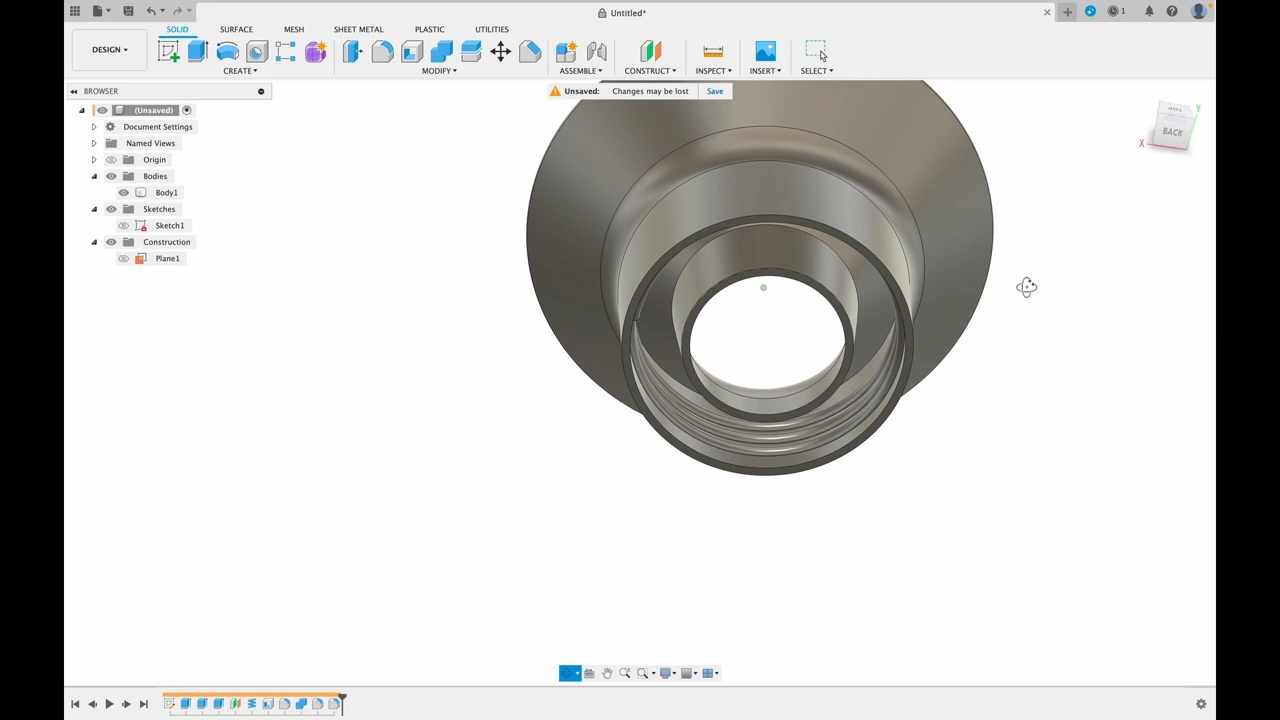 Untitled*
1
DESIGN
SOLID
SURFACE
MESH
SHEET METAL
PLASTIC
UTILITIES
CREATE
MODIFY
ASSEMBLE
CONSTRUCT
INSPECT
INSERT
SELECT
BROWSER
Unsaved: Changes may be lost Save
(Unsaved)
Document Settings
Named Views
Origin
Bodies
Body1
Sketches
Sketch1
Construction
Plane1
TOP
BACK
X
Y